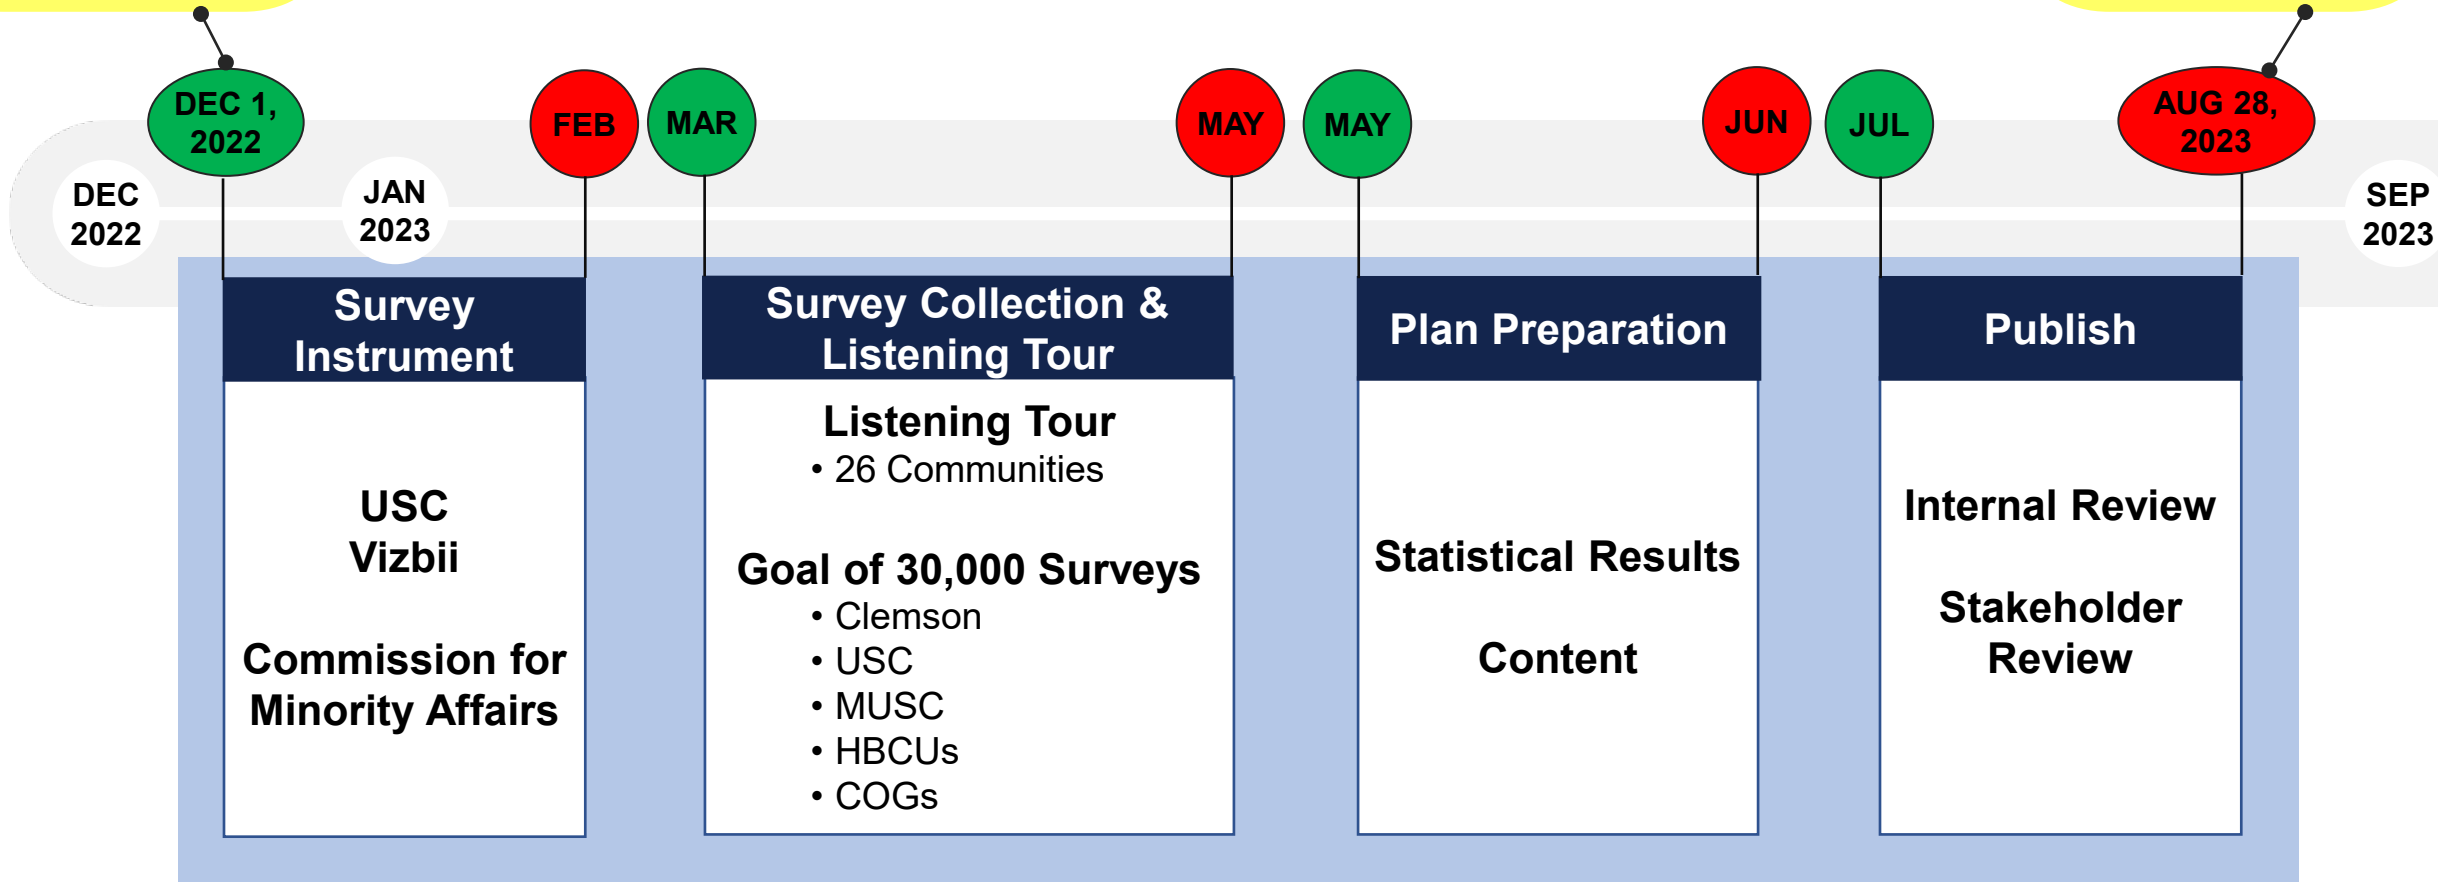 DEC 1,
2022
FEB
MAR
MAY
MAY
JUN
JUL
AUG 28,
2023
DEC
2022
JAN
2023
SEP
2023
Survey
Instrument
USC
Vizbii
Commission for
Minority Affairs
Survey Collection &
Listening Tour
Listening Tour
• 26 Communities
Goal of 30,000 Surveys
• Clemson
• USC
• MUSC
• HBCUs
• COGs
Plan Preparation
Statistical Results
Content
Publish
Internal Review
Stakeholder
Review